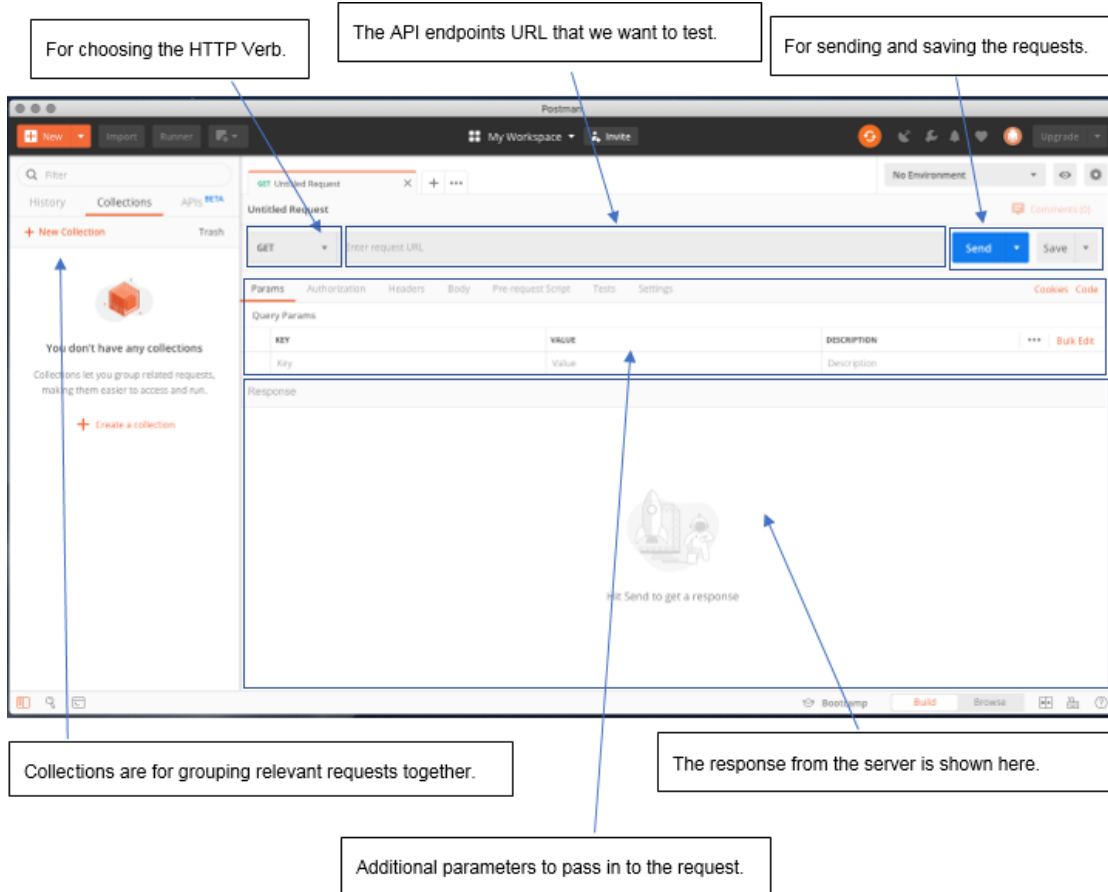 For choosing the HTTP Verb.
The API endpoints URL that we want to test.
For sending and saving the requests.
Postman
New
Import
Runner
My Workspace
Invite
Upgrade
Filter
GET Untitled Request
No Environment
History
Collections
APIs BETA
Untitled Request
Comments (0)
+ New Collection
Trash
GET
Enter request URL
Send
Save
Params
Authorization
Headers
Body
Pre-request Script
Tests
Settings
Cookies
Code
Query Params
KEY
VALUE
DESCRIPTION
Bulk Edit
Key
Value
Description
You don't have any collections
Collections let you group related requests,
making them easier to access and run.
+ Create a collection
Response
Hit Send to get a response
Bootcamp
Build
Browse
Collections are for grouping relevant requests together.
The response from the server is shown here.
Additional parameters to pass in to the request.